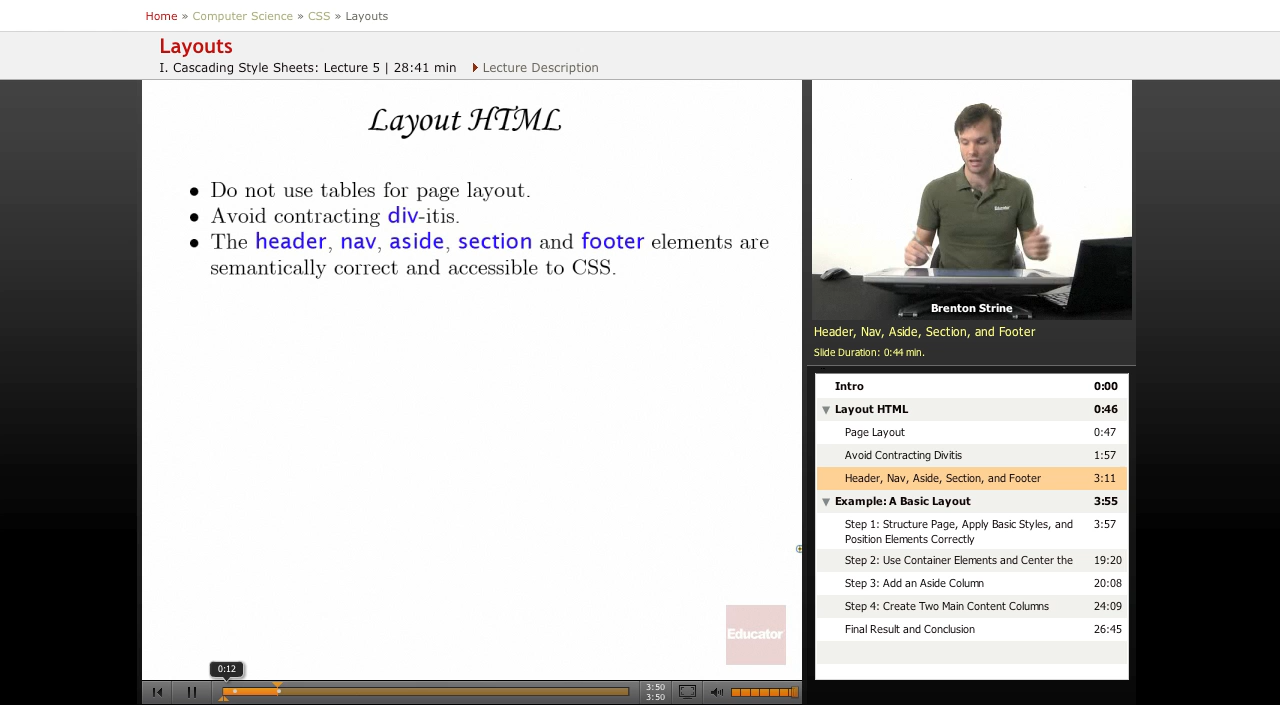 Home » Computer Science » CSS » Layouts
Layouts
I. Cascading Style Sheets: Lecture 5 | 28:41 min Lecture Description
Layout HTML
• Do not use tables for page layout.
• Avoid contracting div-itis.
• The header, nav, aside, section and footer elements are
semantically correct and accessible to CSS.
Educator
0:12
3:50
3:50
Educator
Brenton Strine
Header, Nav, Aside, Section, and Footer
Slide Duration: 0:44 min.
Intro 0:00
Layout HTML 0:46
Page Layout 0:47
Avoid Contracting Divitis 1:57
Header, Nav, Aside, Section, and Footer 3:11
Example: A Basic Layout 3:55
Step 1: Structure Page, Apply Basic Styles, and 3:57
Position Elements Correctly
Step 2: Use Container Elements and Center the 19:20
Step 3: Add an Aside Column 20:08
Step 4: Create Two Main Content Columns 24:09
Final Result and Conclusion 26:45